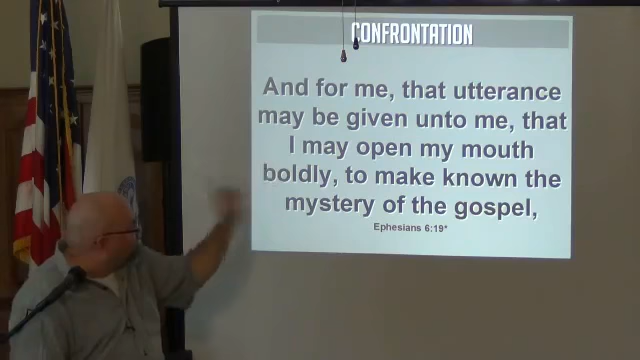 CONFRONTATION
And for me, that utterance
may be given unto me, that
I may open my mouth
boldly, to make known the
mystery of the gospel,
Ephesians 6:19*